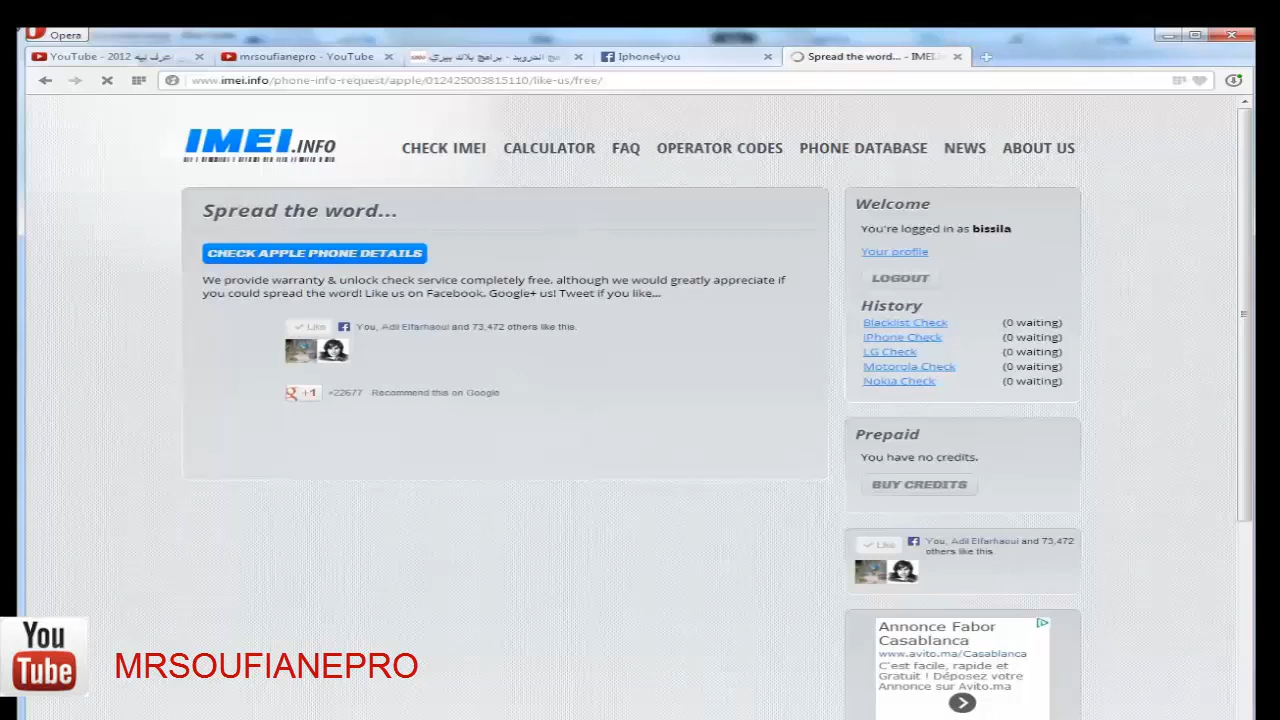 Opera
YouTube - 2012 عرف نيه
mrsoufianepro - YouTube
مج اندرويد - برامج بلاك بيري
Iphone4you
Spread the word... - IMEI.
www.imei.info/phone-info-request/apple/012425003815110/like-us/free/
IMEI.INFO
CHECK IMEI
CALCULATOR
FAQ
OPERATOR CODES
PHONE DATABASE
NEWS
ABOUT US
Spread the word...
CHECK APPLE PHONE DETAILS
We provide warranty & unlock check service completely free. although we would greatly appreciate if
you could spread the word! Like us on Facebook. Google+ us! Tweet if you like...
Like
You, Adil Elfarhaoui and 73,472 others like this.
+1
+22677 Recommend this on Google
Welcome
You're logged in as bissila
Your profile
LOGOUT
History
Blacklist Check (0 waiting)
iPhone Check (0 waiting)
LG Check (0 waiting)
Motorola Check (0 waiting)
Nokia Check (0 waiting)
Prepaid
You have no credits.
BUY CREDITS
Like
You, Adil Elfarhaoui and 73,472
others like this
Annonce Fabor
Casablanca
www.avito.ma/Casablanca
C'est facile, rapide et
Gratuit ! Déposez votre
Annonce sur Avito.ma
You
Tube
MRSOUFIANEPRO